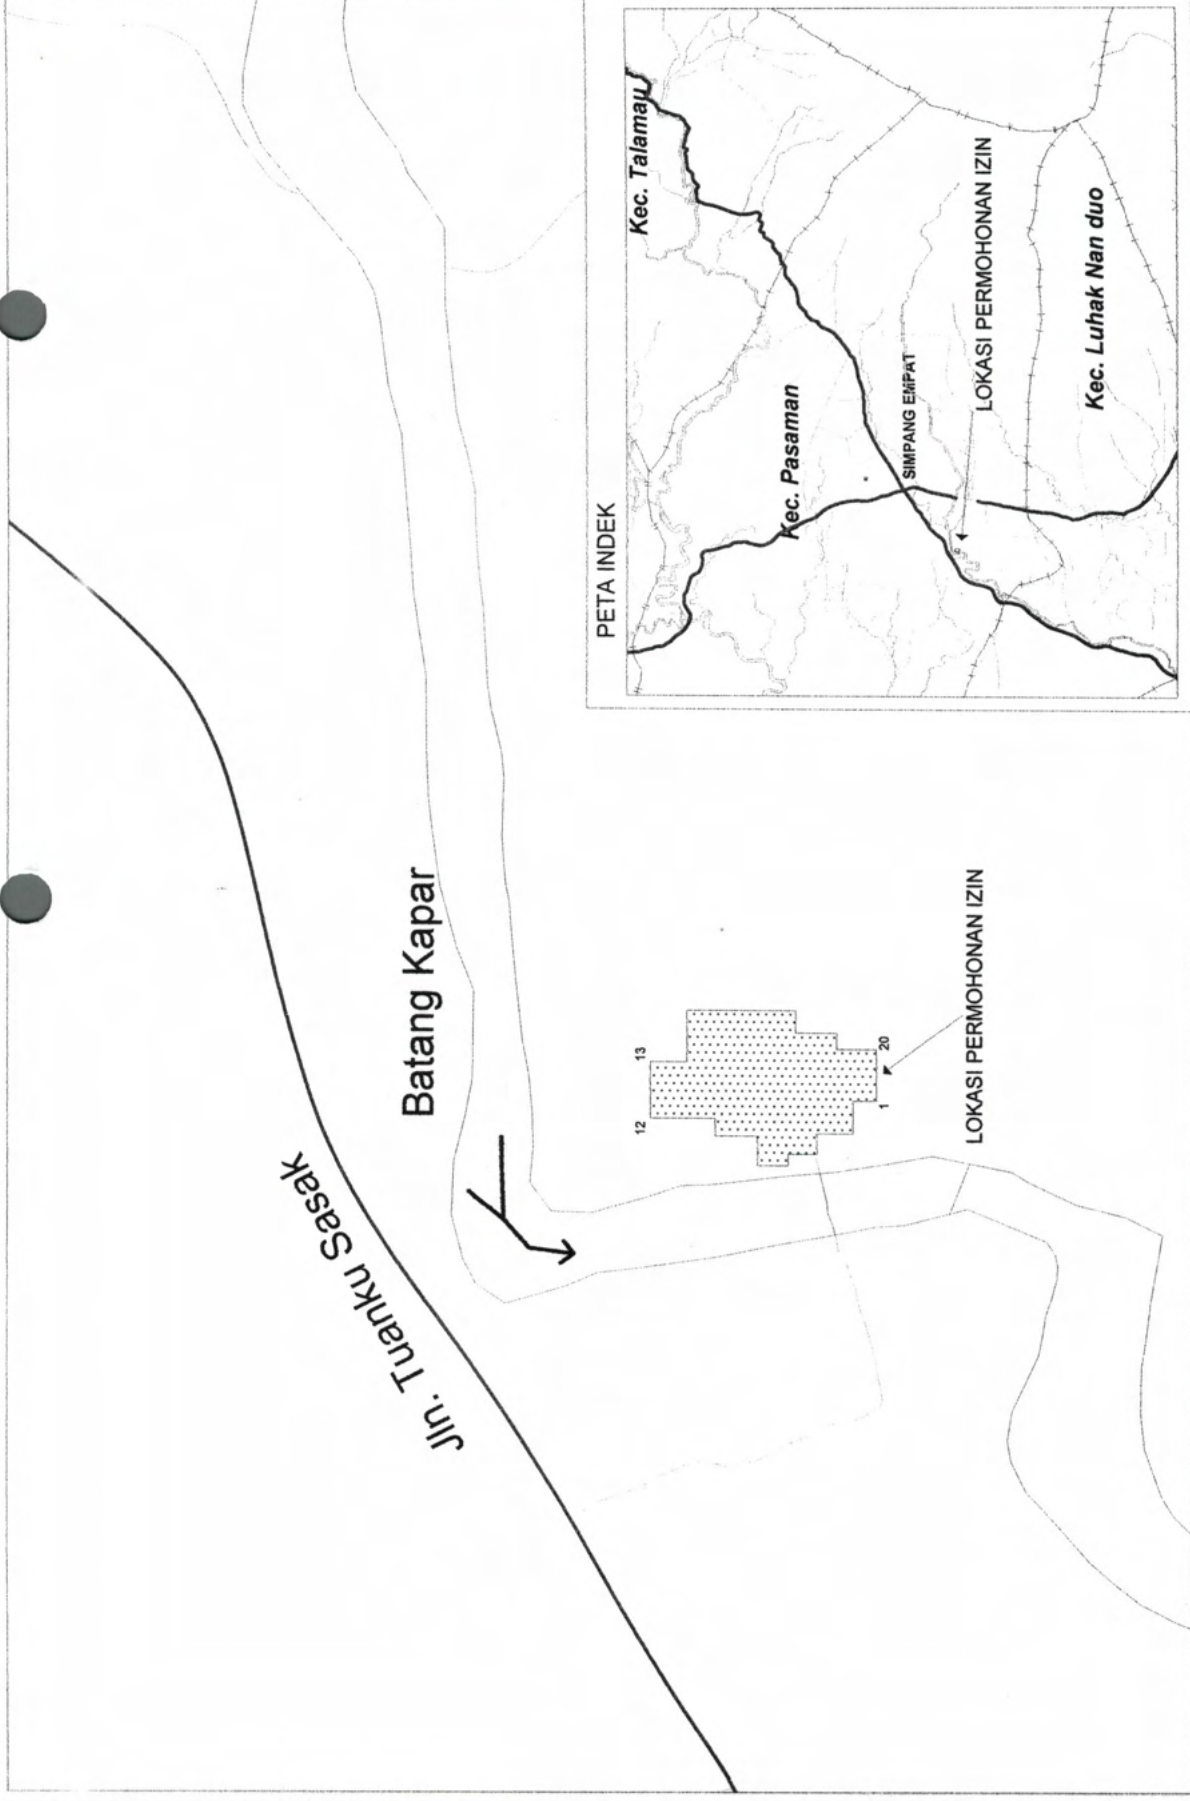 Jln. Tuanku Sasak
Batang Kapar
12
13
1
20
LOKASI PERMOHONAN IZIN
PETA INDEK
Kec. Talamau
Kec. Pasaman
SIMPANG EMPAT
LOKASI PERMOHONAN IZIN
Kec. Luhak Nan duo